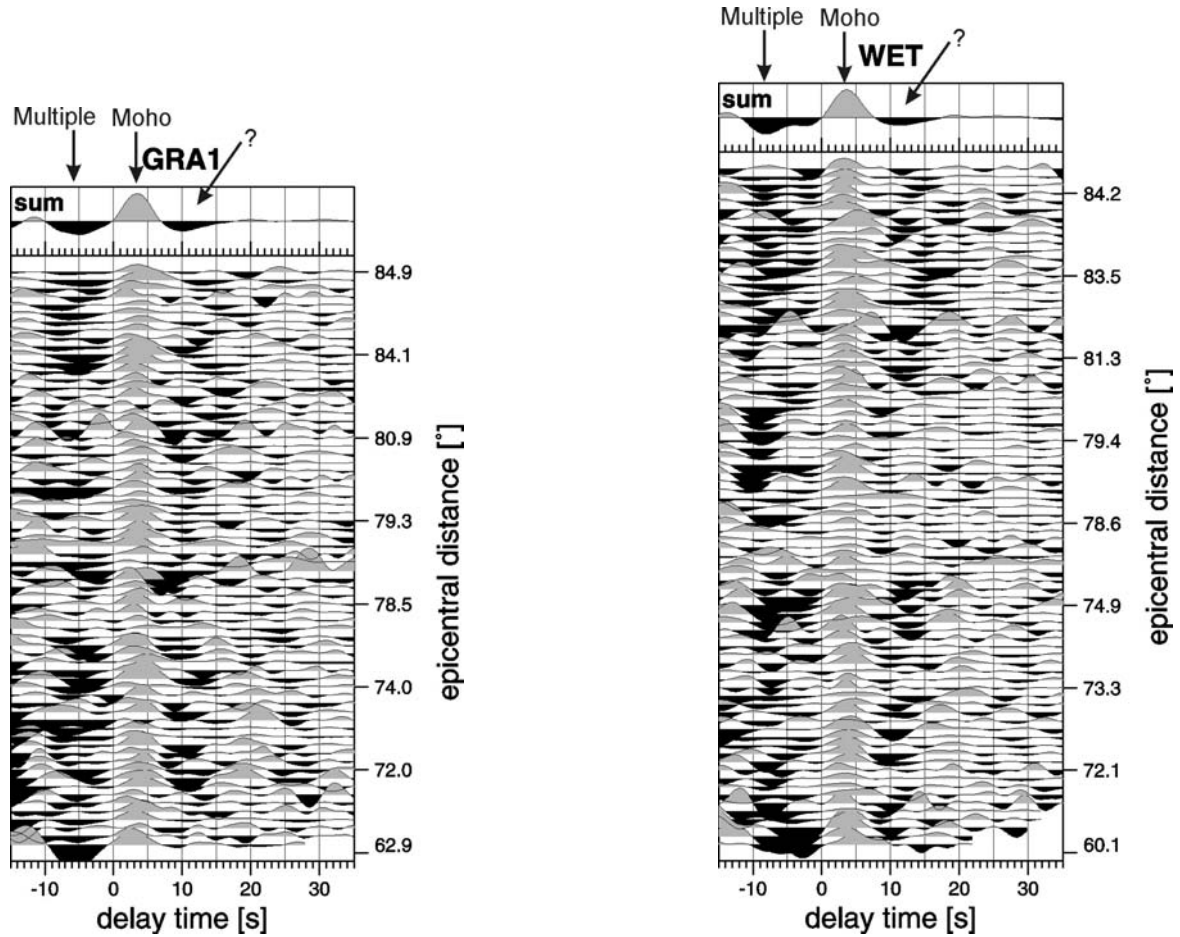 Multiple Moho
GRA1
?
sum
84.9
84.1
80.9
79.3
78.5
74.0
72.0
62.9
epicentral distance [°]
-10 0 10 20 30
delay time [s]
Multiple Moho
WET
?
sum
84.2
83.5
81.3
79.4
78.6
74.9
73.3
72.1
60.1
epicentral distance [°]
-10 0 10 20 30
delay time [s]